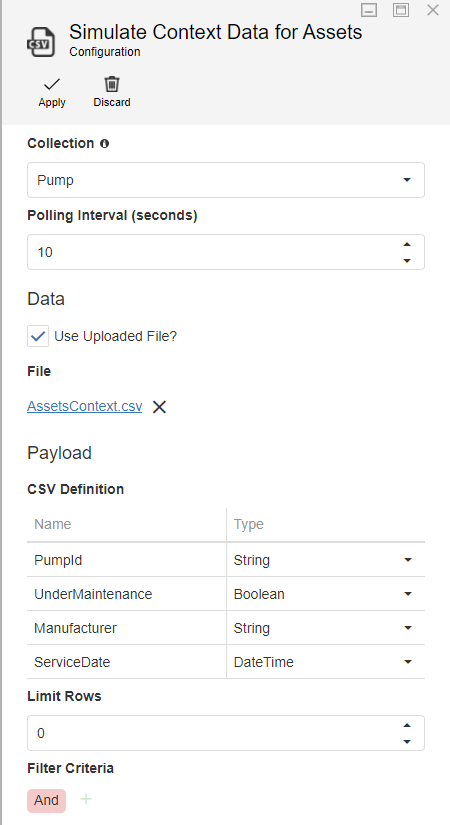 Simulate Context Data for Assets
CSV
Configuration
Apply Discard
Collection
Pump
Polling Interval (seconds)
10
Data
Use Uploaded File?
File
AssetsContext.csv
Payload
CSV Definition
Name Type
PumpId String
UnderMaintenance Boolean
Manufacturer String
ServiceDate DateTime
Limit Rows
0
Filter Criteria
And